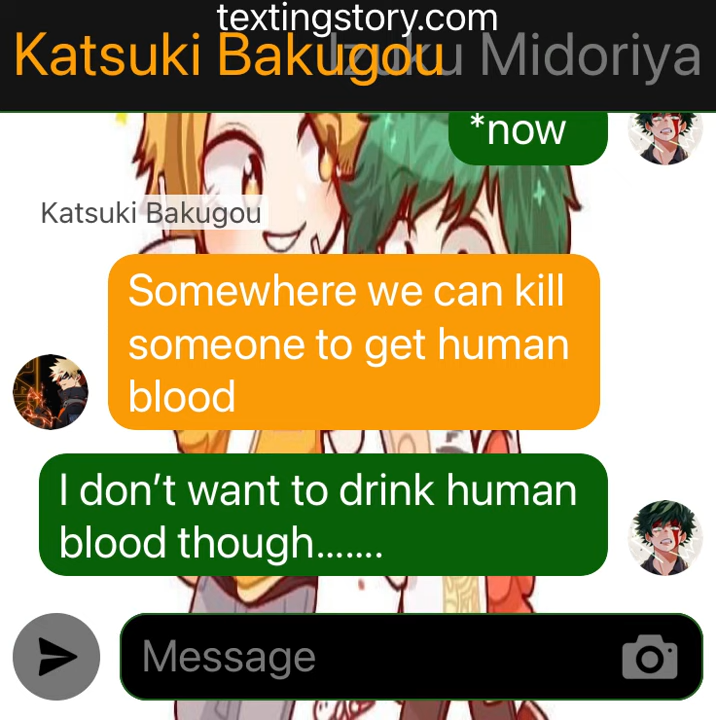 textingstory.com
Katsuki Bakugou Izuku Midoriya
*now
Katsuki Bakugou
Somewhere we can kill
someone to get human
blood
I don't want to drink human
blood though.......
Message